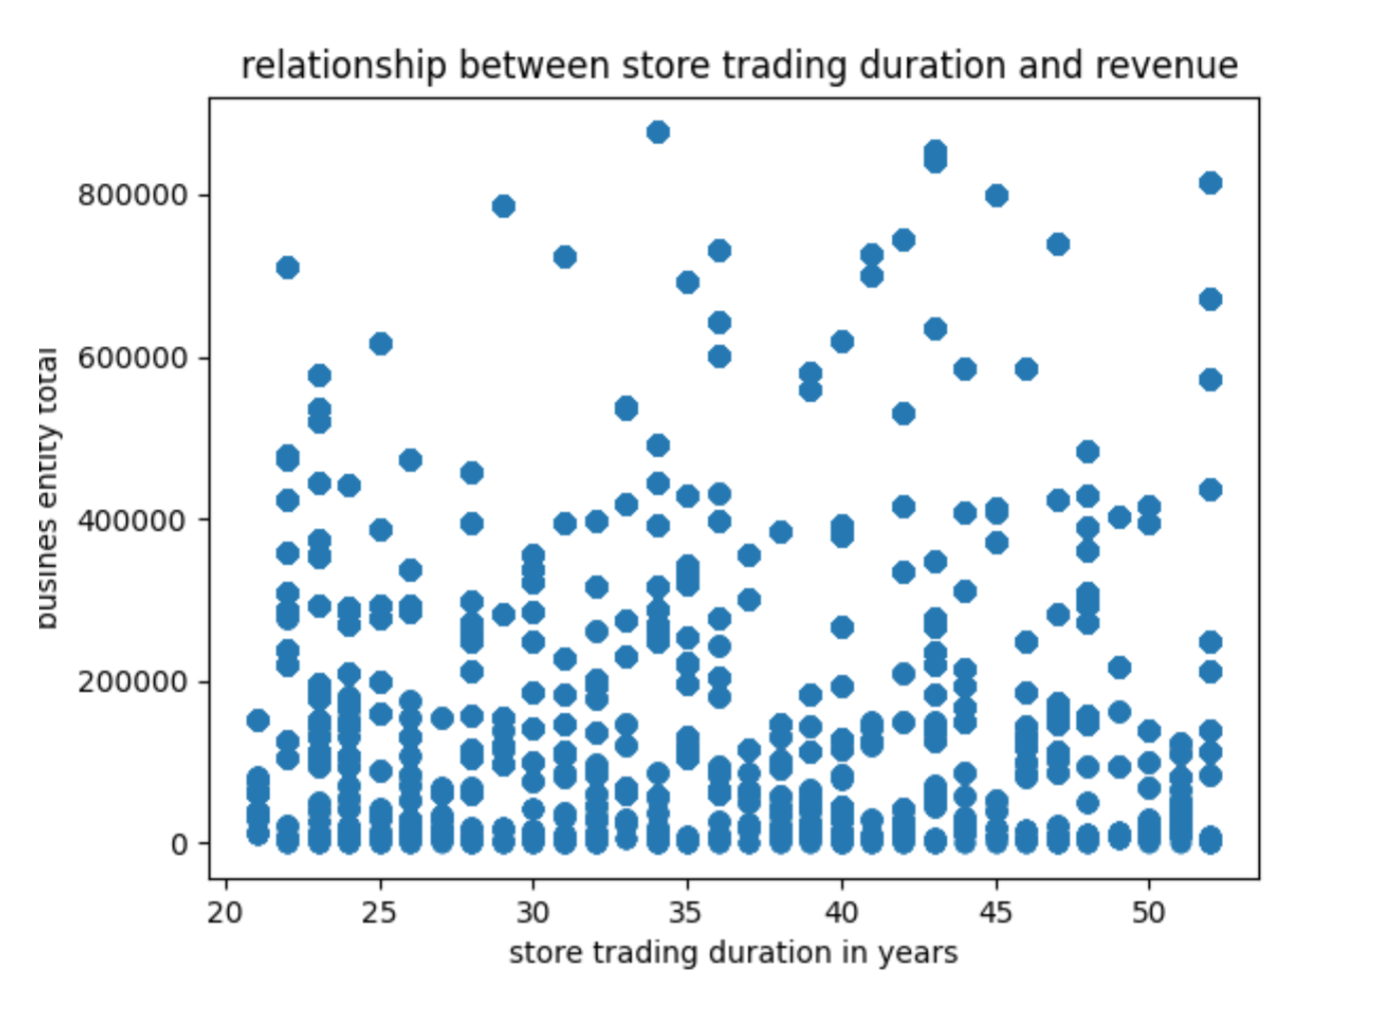 relationship between store trading duration and revenue
800000
600000
400000
200000
0
busines entity total
20 25 30 35 40 45 50
store trading duration in years